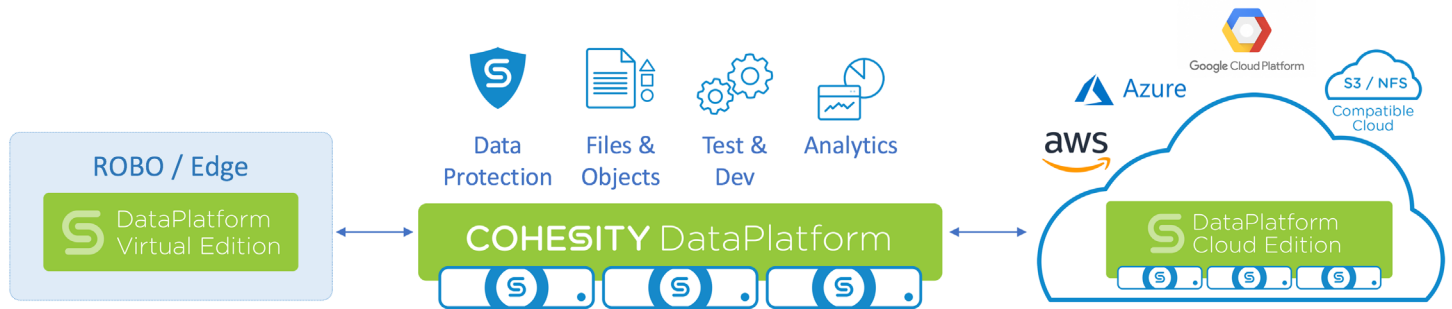 ROBO / Edge
DataPlatform
Virtual Edition
Data
Protection
Files &
Objects
Test &
Dev
Analytics
COHESITY DataPlatform
aws
Azure
Google Cloud Platform
S3 / NFS
Compatible
Cloud
DataPlatform
Cloud Edition